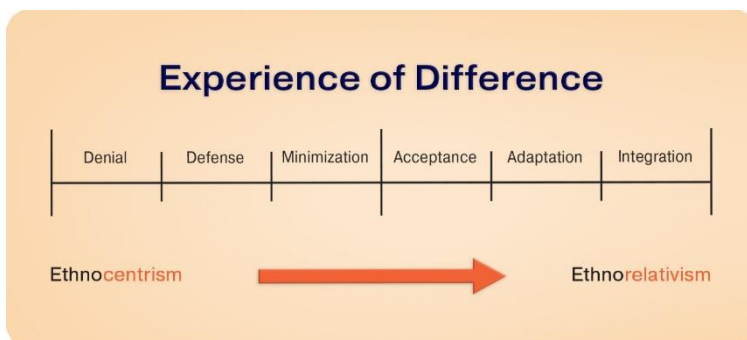 Experience of Difference
Denial Defense Minimization Acceptance Adaptation Integration
Ethnocentrism Ethnorelativism